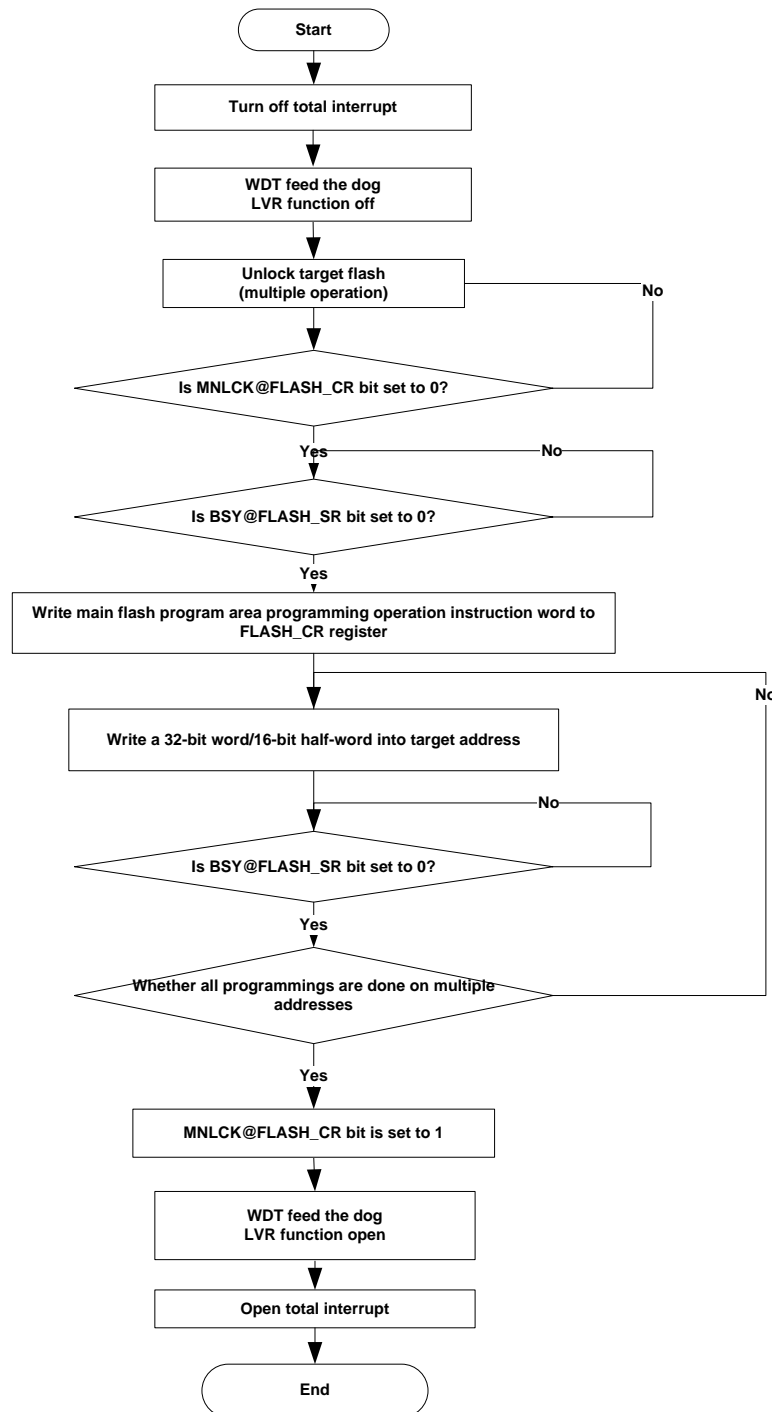 Start
Turn off total interrupt
WDT feed the dog
LVR function off
Unlock target flash
(multiple operation)
No
Is MNLCK@FLASH_CR bit set to 0?
Yes
No
Is BSY@FLASH_SR bit set to 0?
Yes
Write main flash program area programming operation instruction word to
FLASH_CR register
No
Write a 32-bit word/16-bit half-word into target address
No
Is BSY@FLASH_SR bit set to 0?
Yes
Whether all programmings are done on multiple
addresses
Yes
MNLCK@FLASH_CR bit is set to 1
WDT feed the dog
LVR function open
Open total interrupt
End